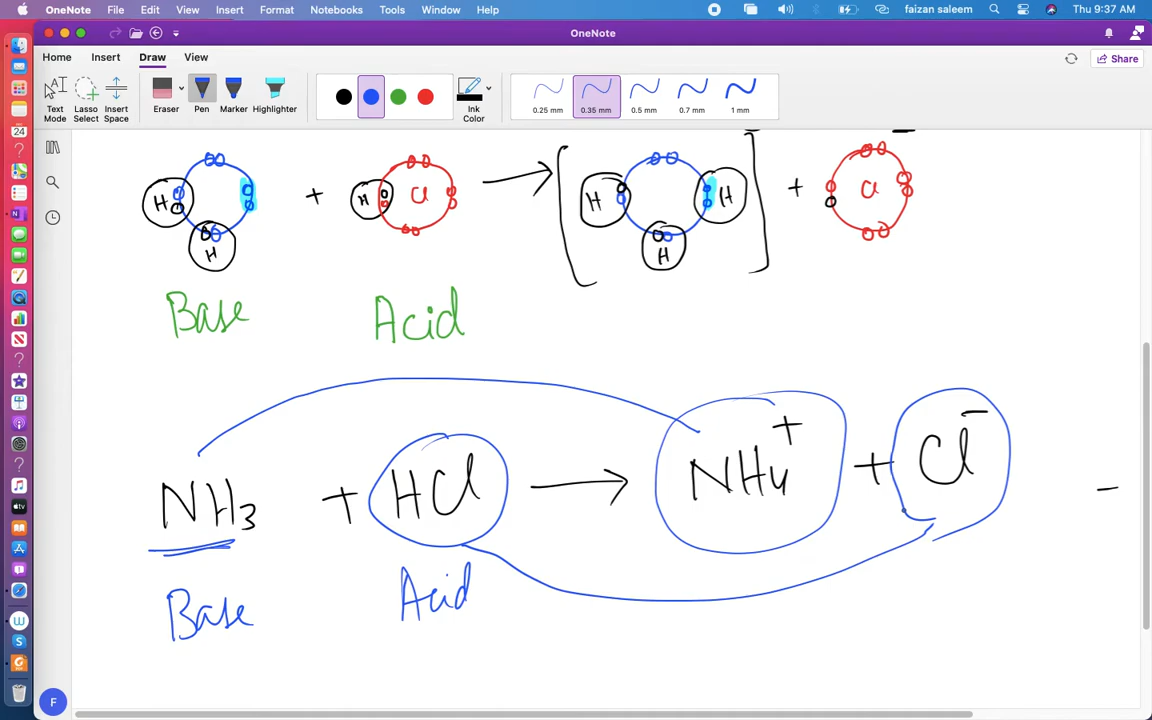 OneNote File Edit View Insert Format Notebooks Tools Window Help faizan saleem Thu 9:37 AM
OneNote
Home Insert Draw View Share
Text Mode Lasso Select Insert Space Eraser Pen Marker Highlighter Ink Color 0.25 mm 0.35 mm 0.5 mm 0.7 mm 1 mm
24
H H + H Cl → [ H H H ] + Cl
Base Acid
NH3 + HCl → NH4+ + Cl-
Base Acid
F